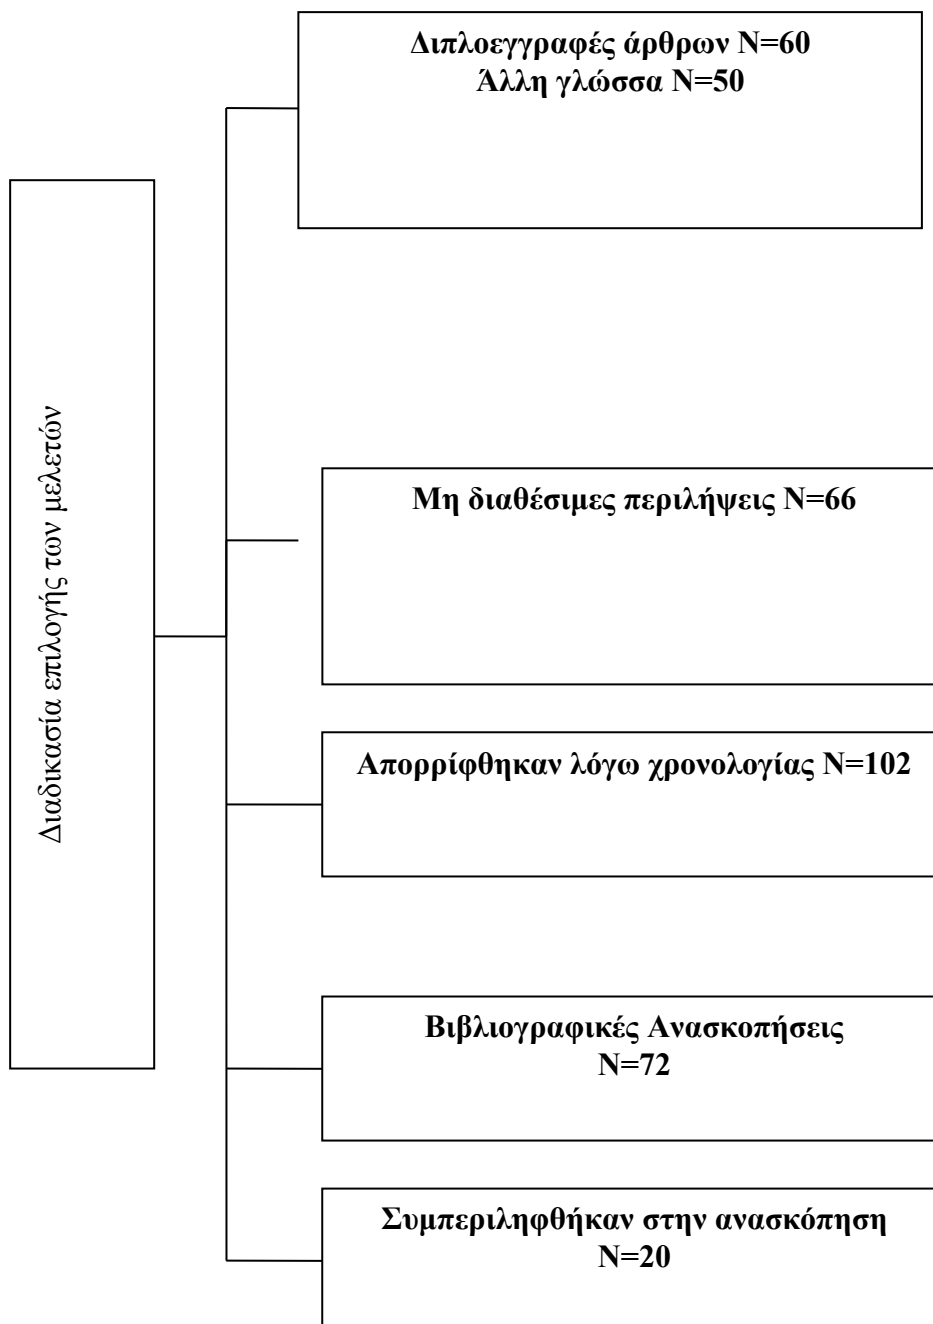 Διπλοεγγραφές άρθρων Ν=60
Άλλη γλώσσα Ν=50
Διαδικασία επιλογής των μελετών
Μη διαθέσιμες περιλήψεις Ν=66
Απορρίφθηκαν λόγω χρονολογίας Ν=102
Βιβλιογραφικές Ανασκοπήσεις
Ν=72
Συμπεριληφθήκαν στην ανασκόπηση
Ν=20